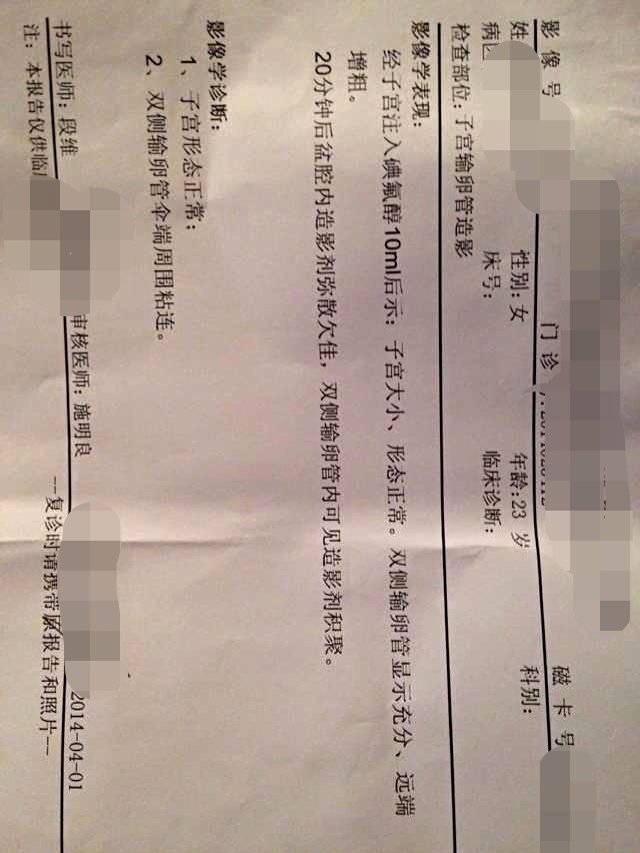 影像号 门诊 磁卡号
姓 性别:女 年龄:23 岁 科别:
病区 床号: 临床诊断:
检查部位:子宫输卵管造影
影像学表现:
经子宫注入碘氟醇10ml后示:子宫大小、形态正常。双侧输卵管显示充分、远端
增粗。
20分钟后盆腔内造影剂弥散欠佳,双侧输卵管内可见造影剂积聚。
影像学诊断:
1、子宫形态正常;
2、双侧输卵管伞端周围粘连。
书写医师:段维 审核医师:施明良 2014-04-01
注:本报告仅供临 --复诊时请携带原报告和照片--